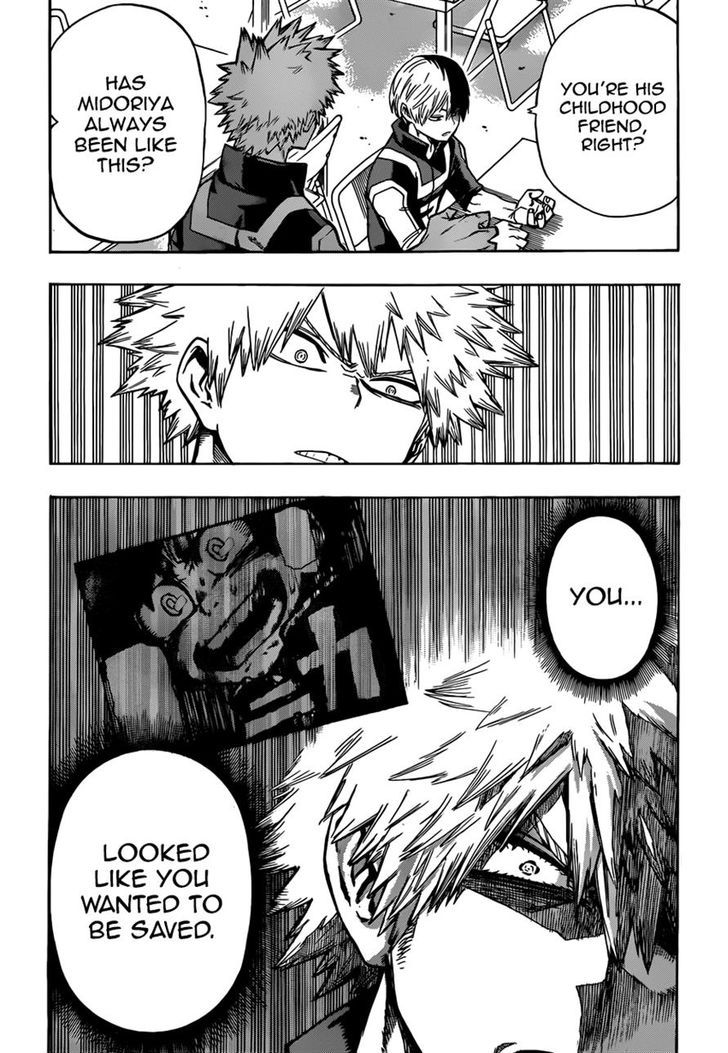 YOU'RE HIS
CHILDHOOD
FRIEND,
RIGHT?
HAS
MIDORIYA
ALWAYS
BEEN LIKE
THIS?
YOU...
LOOKED
LIKE YOU
WANTED TO
BE SAVED.